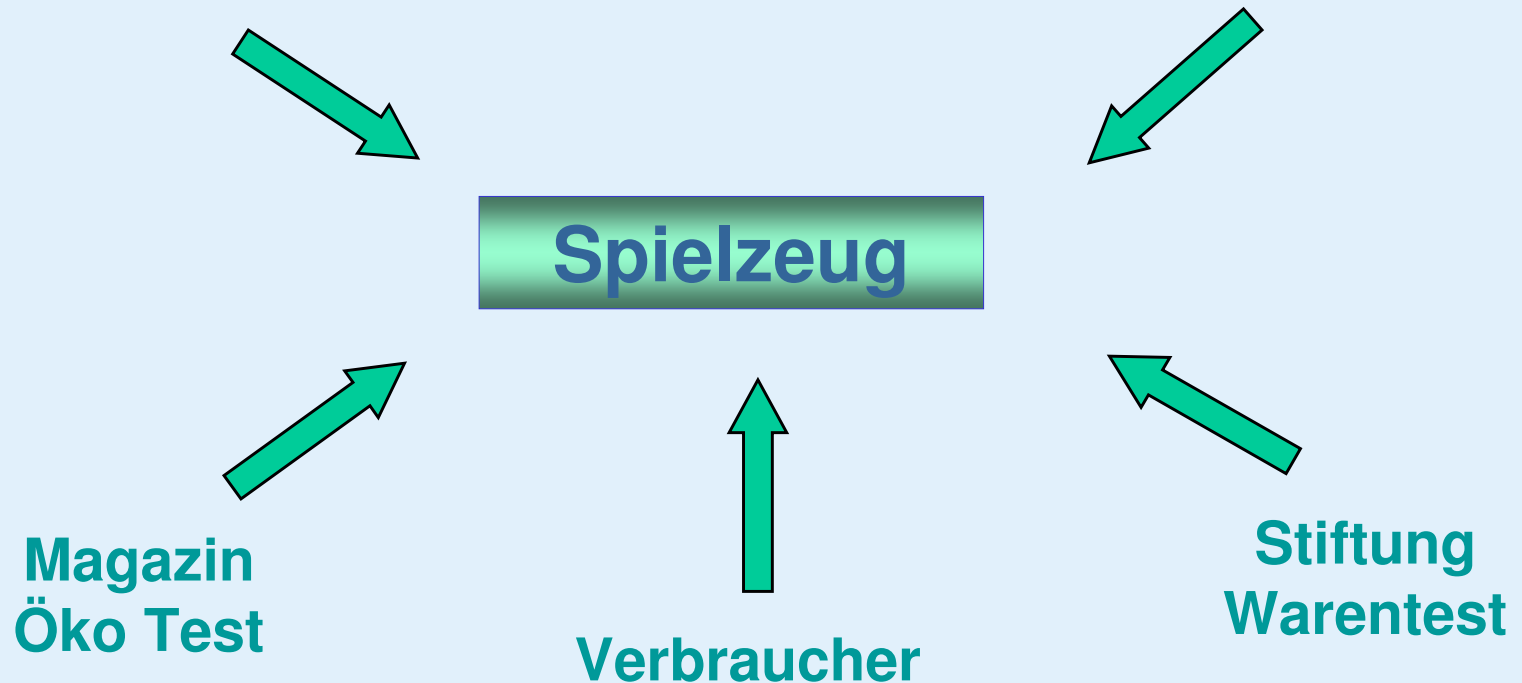 Spielzeug
Magazin
Öko Test
Verbraucher
Stiftung
Warentest